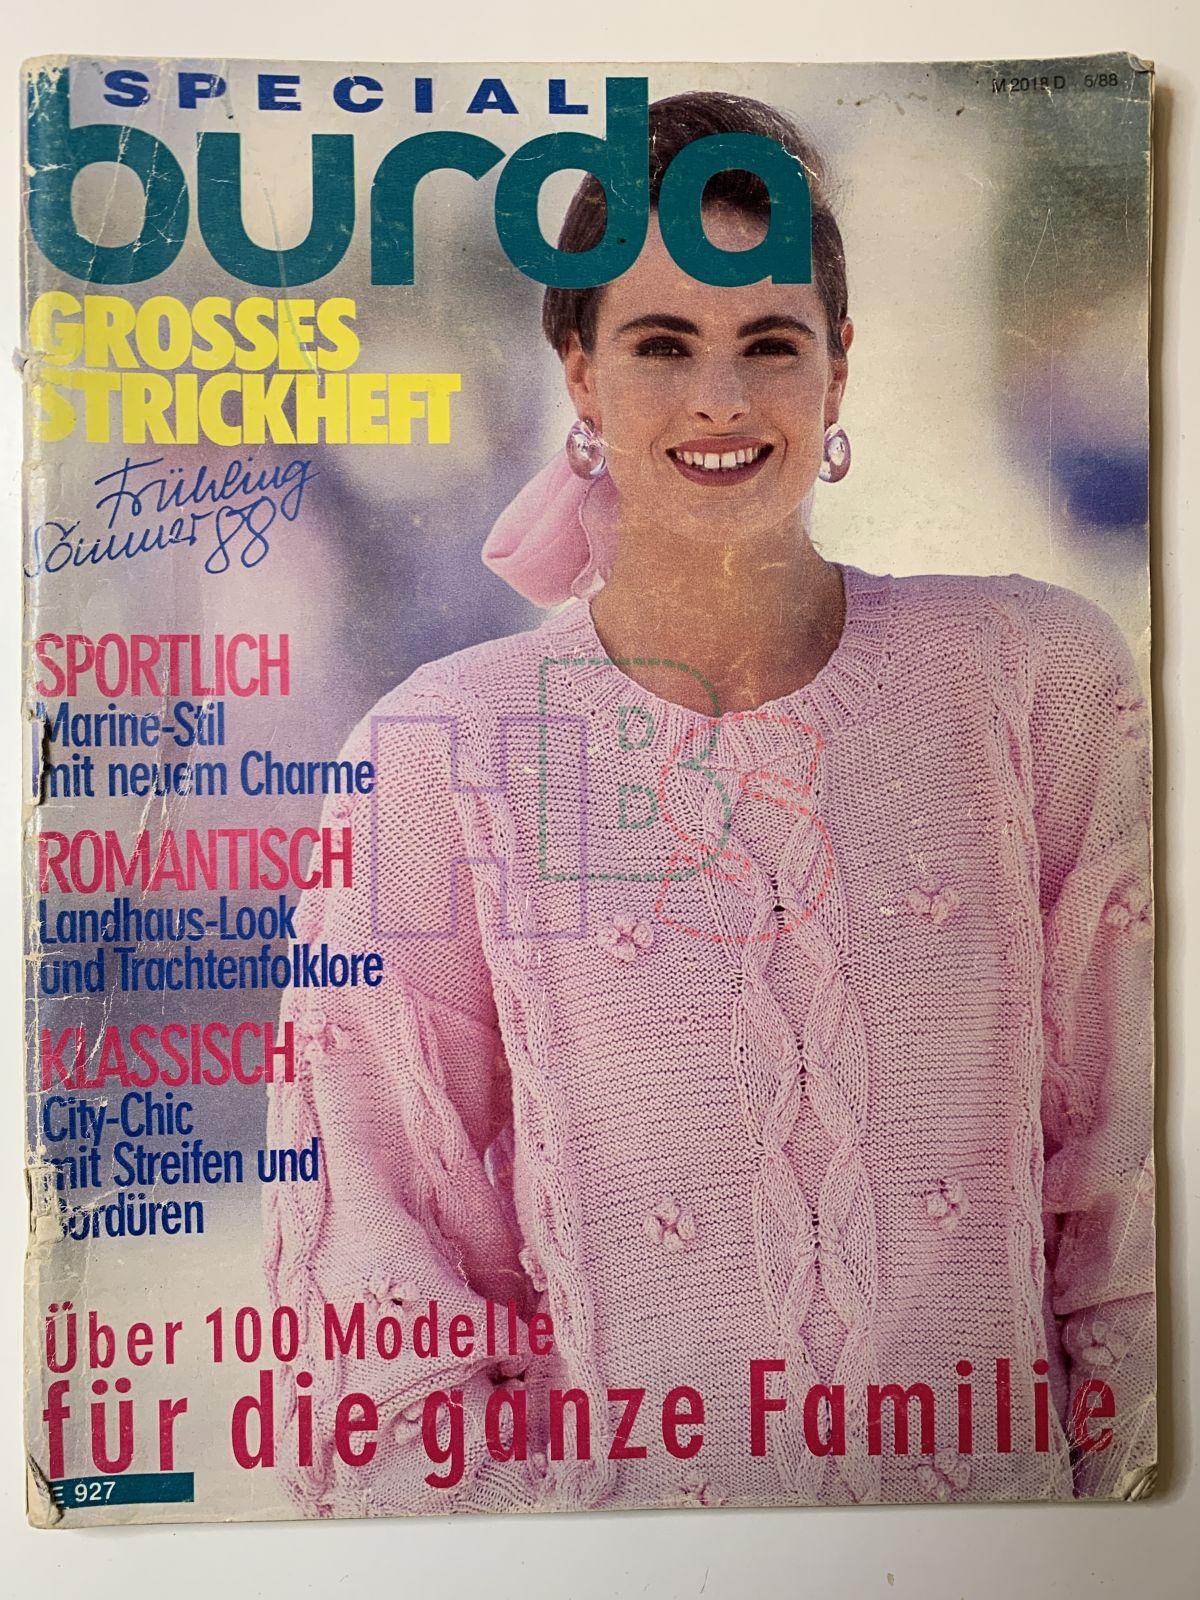 SPECIAL
M 2018 D 6/88
burda
GROSSES
STRICKHEFT
Frühling
Sommer 88
SPORTLICH
Marine-Stil
mit neuem Charme
ROMANTISCH
Landhaus-Look
und Trachtenfolklore
KLASSISCH
City-Chic
mit Streifen und
Bordüren
Über 100 Modelle
für die ganze Familie
E 927
H B S
D
D